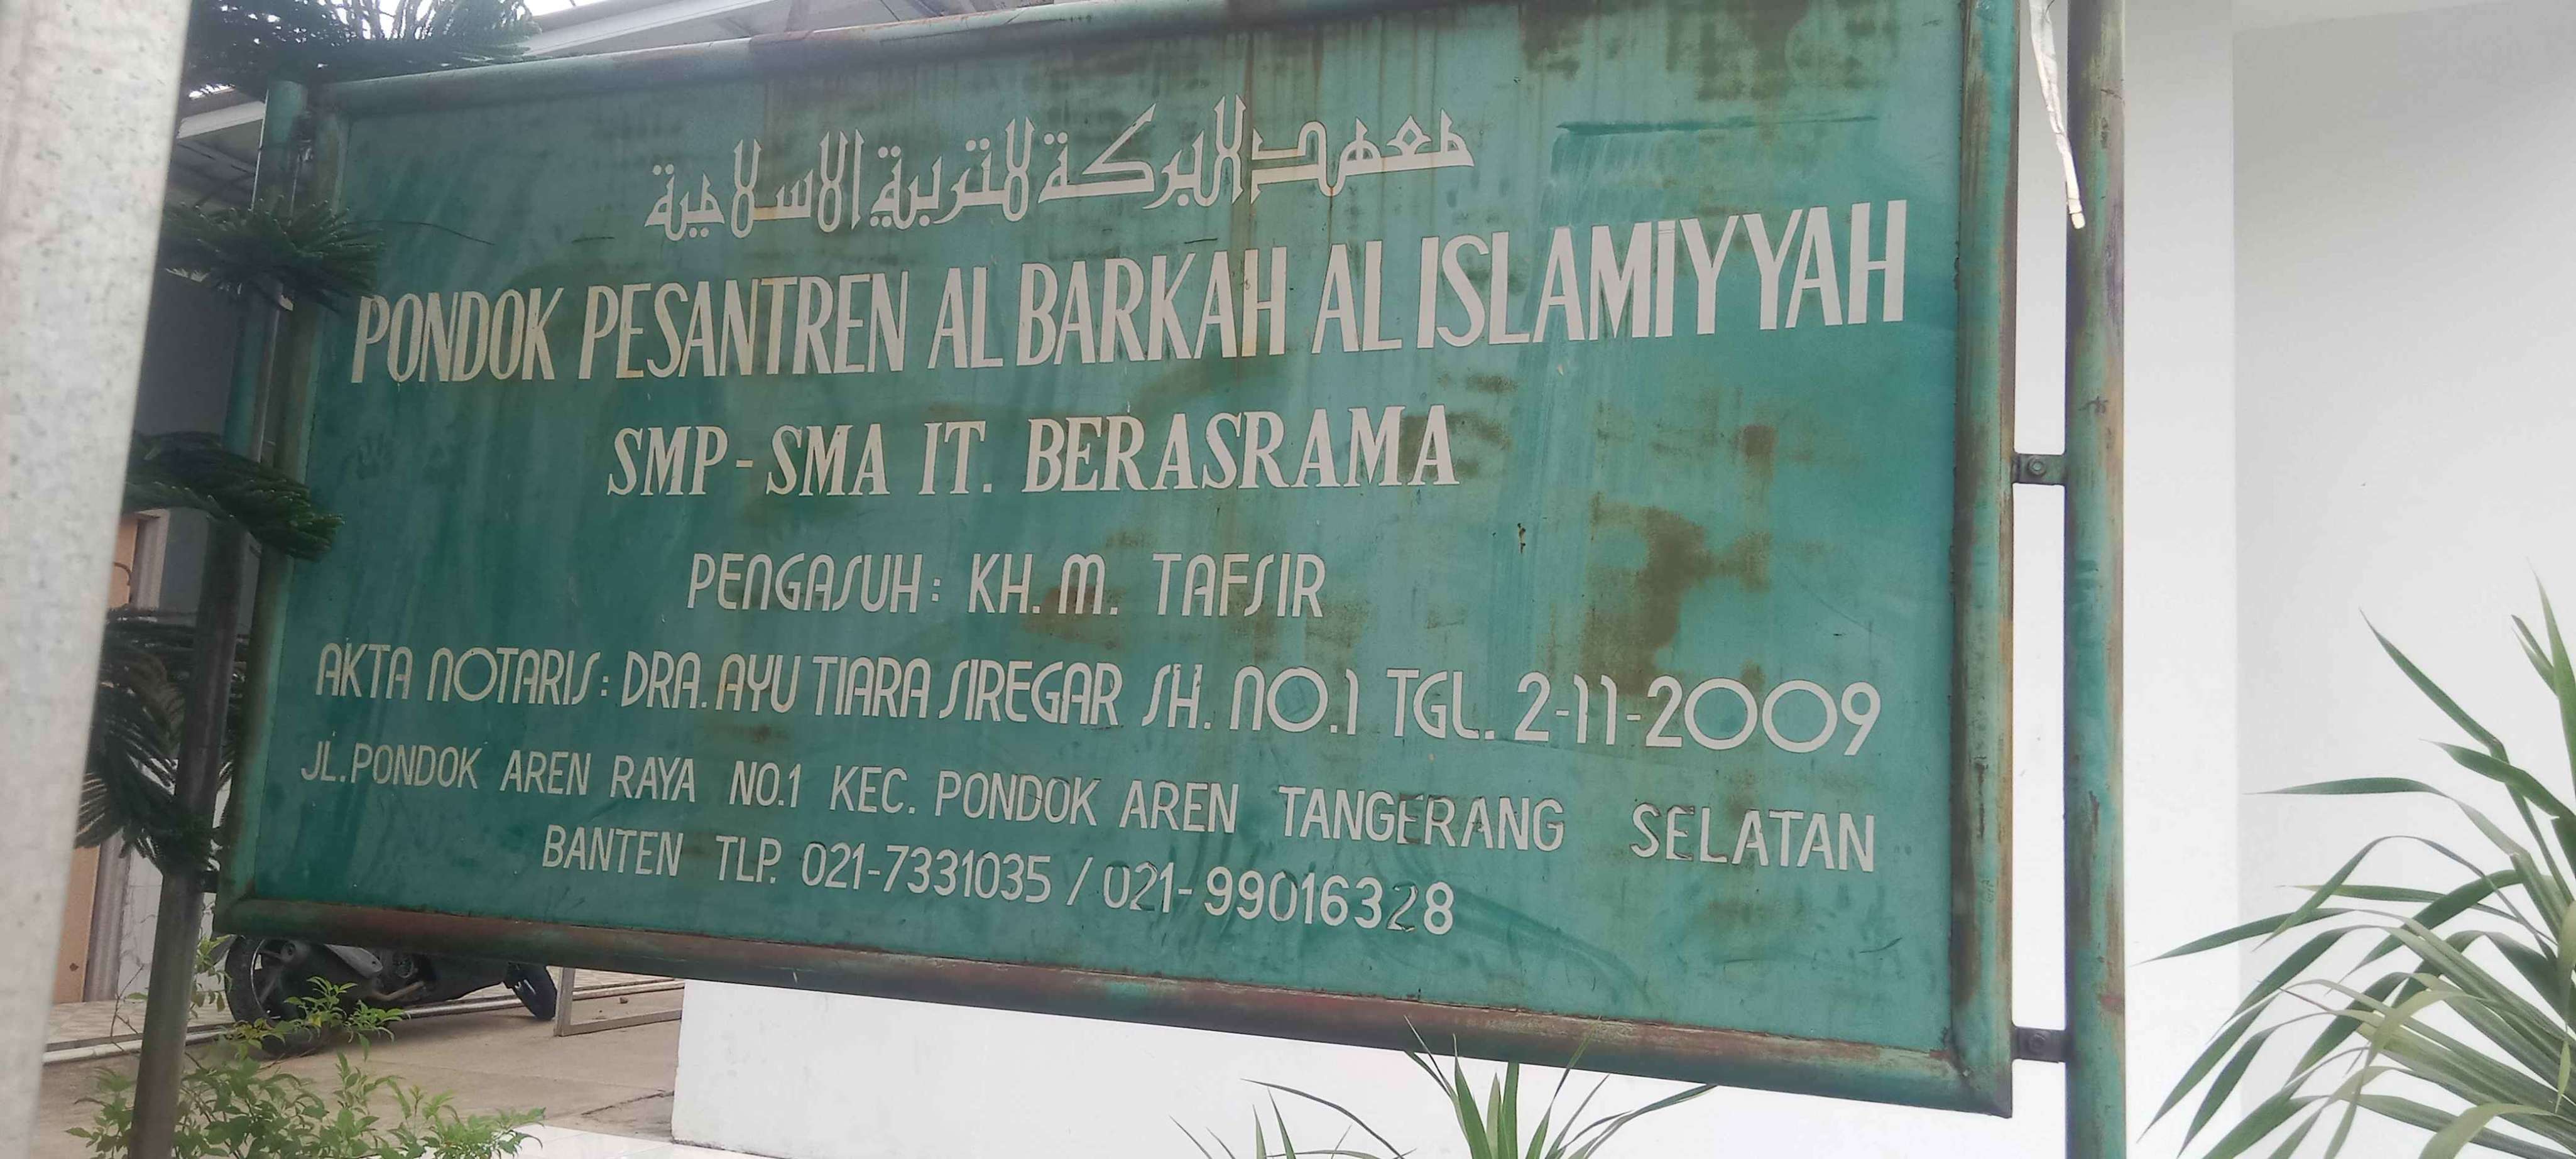 معهد البركة للتربية الاسلامية
PONDOK PESANTREN AL BARKAH AL ISLAMIYYAH
SMP - SMA IT. BERASRAMA
PENGASUH : KH. M. TAFSIR
AKTA NOTARIS : DRA. AYU TIARA SIREGAR SH. NO.1 TGL. 2-11-2009
JL.PONDOK AREN RAYA NO.1 KEC. PONDOK AREN TANGERANG SELATAN
BANTEN TLP. 021-7331035 / 021-99016328